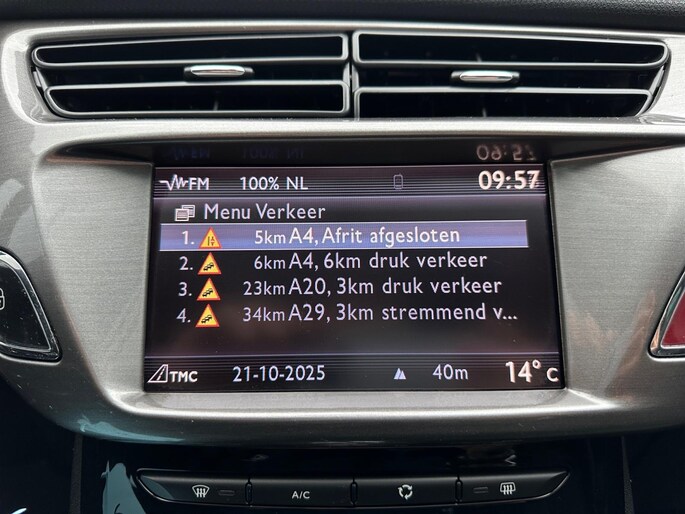 FM 100% NL 09:57
Menu Verkeer
1. 5km A4, Afrit afgesloten
2. 6km A4, 6km druk verkeer
3. 23km A20, 3km druk verkeer
4. 34km A29, 3km stremmend v...
TMC 21-10-2025 40m 14° C
A/C